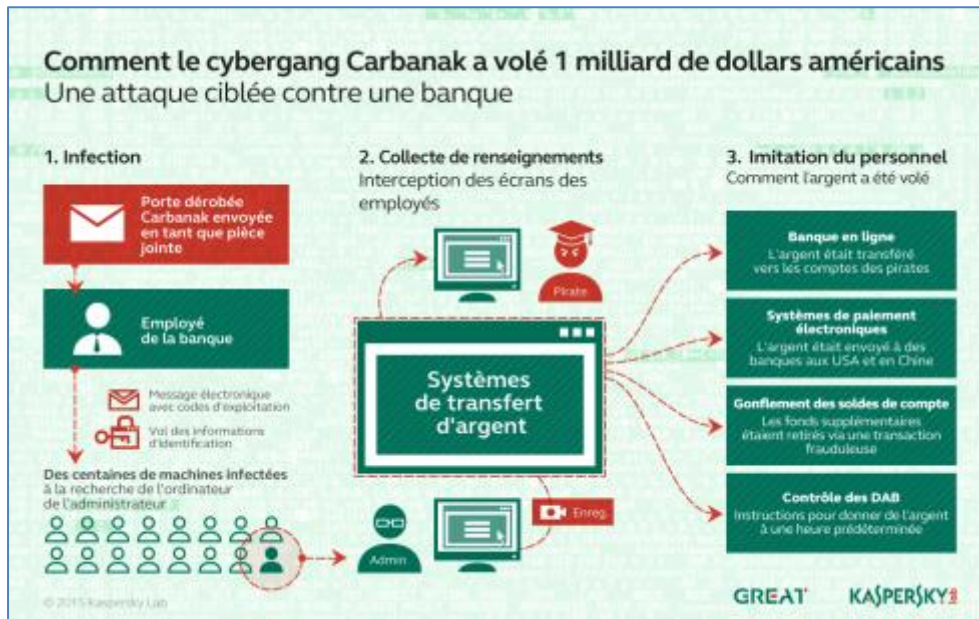 Comment le cybergang Carbanak a volé 1 milliard de dollars américains
Une attaque ciblée contre une banque
1. Infection
Porte dérobée
Carbanak envoyée
en tant que pièce
jointe
Employé
de la banque
Message électronique
avec codes d'exploitation
Vol des informations
d'identification
Des centaines de machines infectées
à la recherche de l'ordinateur
de l'administrateur
2. Collecte de renseignements
Interception des écrans des
employés
Pirate
Systèmes
de transfert
d'argent
Enreg.
Admin
3. Imitation du personnel
Comment l'argent a été volé
Banque en ligne
L'argent était transféré
vers les comptes des pirates
Systèmes de paiement
électroniques
L'argent était envoyé à des
banques aux USA et en Chine
Gonflement des soldes de compte
Les fonds supplémentaires
étaient retirés via une transaction
frauduleuse
Contrôle des DAB
Instructions pour donner de l'argent
à une heure prédéterminée
© 2015 Kaspersky Lab
GREAT
KASPERSKY lab